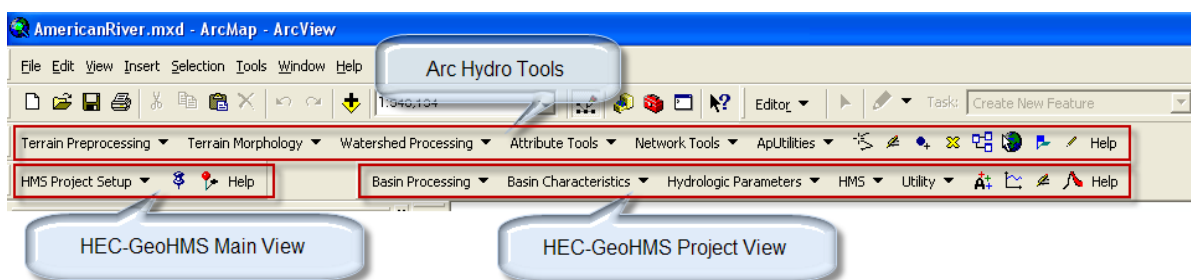 AmericanRiver.mxd - ArcMap - ArcView
File Edit View Insert Selection Tools Window Help
Arc Hydro Tools
Editor Task: Create New Feature
Terrain Preprocessing Terrain Morphology Watershed Processing Attribute Tools Network Tools ApUtilities Help
HMS Project Setup Help Basin Processing Basin Characteristics Hydrologic Parameters HMS Utility Help
HEC-GeoHMS Main View
HEC-GeoHMS Project View